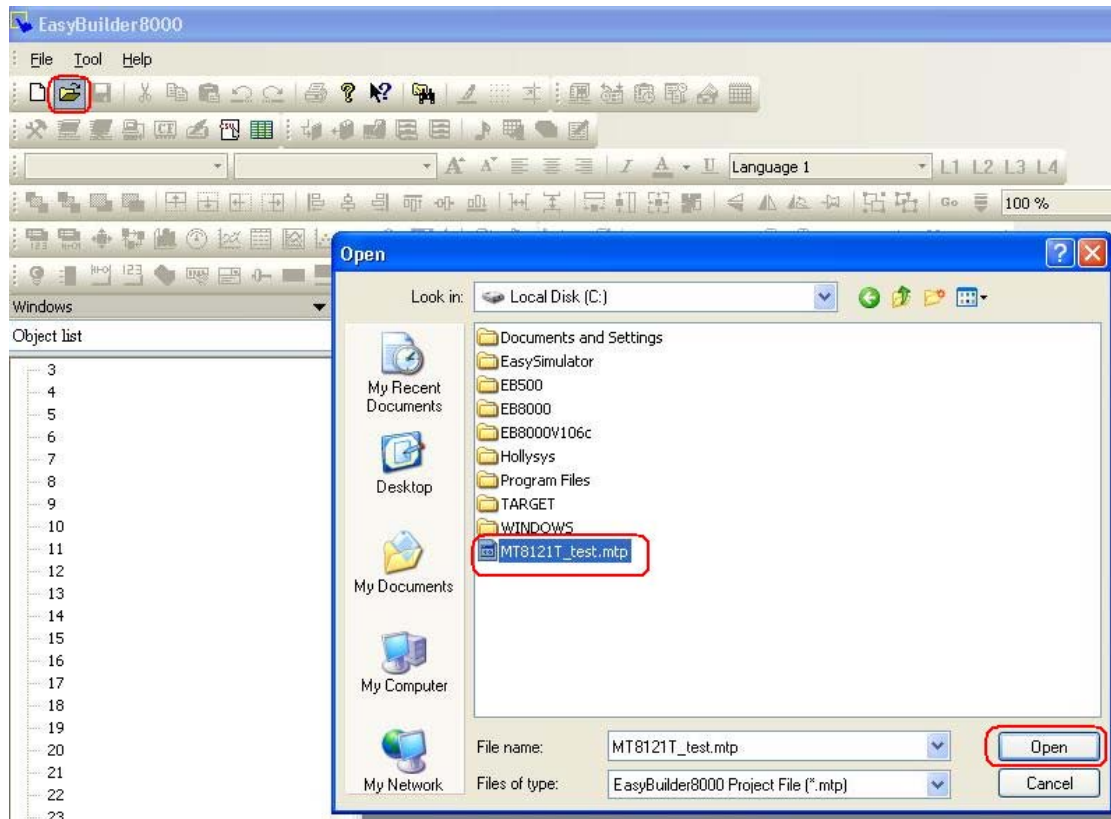 EasyBuilder8000
File Tool Help
Language 1 L1 L2 L3 L4
Go 100 %
Windows
Object list
3
4
5
6
7
8
9
10
11
12
13
14
15
16
17
18
19
20
21
22
23
Open
Look in: Local Disk (C:)
My Recent Documents
Desktop
My Documents
My Computer
My Network
Documents and Settings
EasySimulator
EB500
EB8000
EB8000V106c
Hollysys
Program Files
TARGET
WINDOWS
MT8121T_test.mtp
File name: MT8121T_test.mtp Open
Files of type: EasyBuilder8000 Project File (*.mtp) Cancel